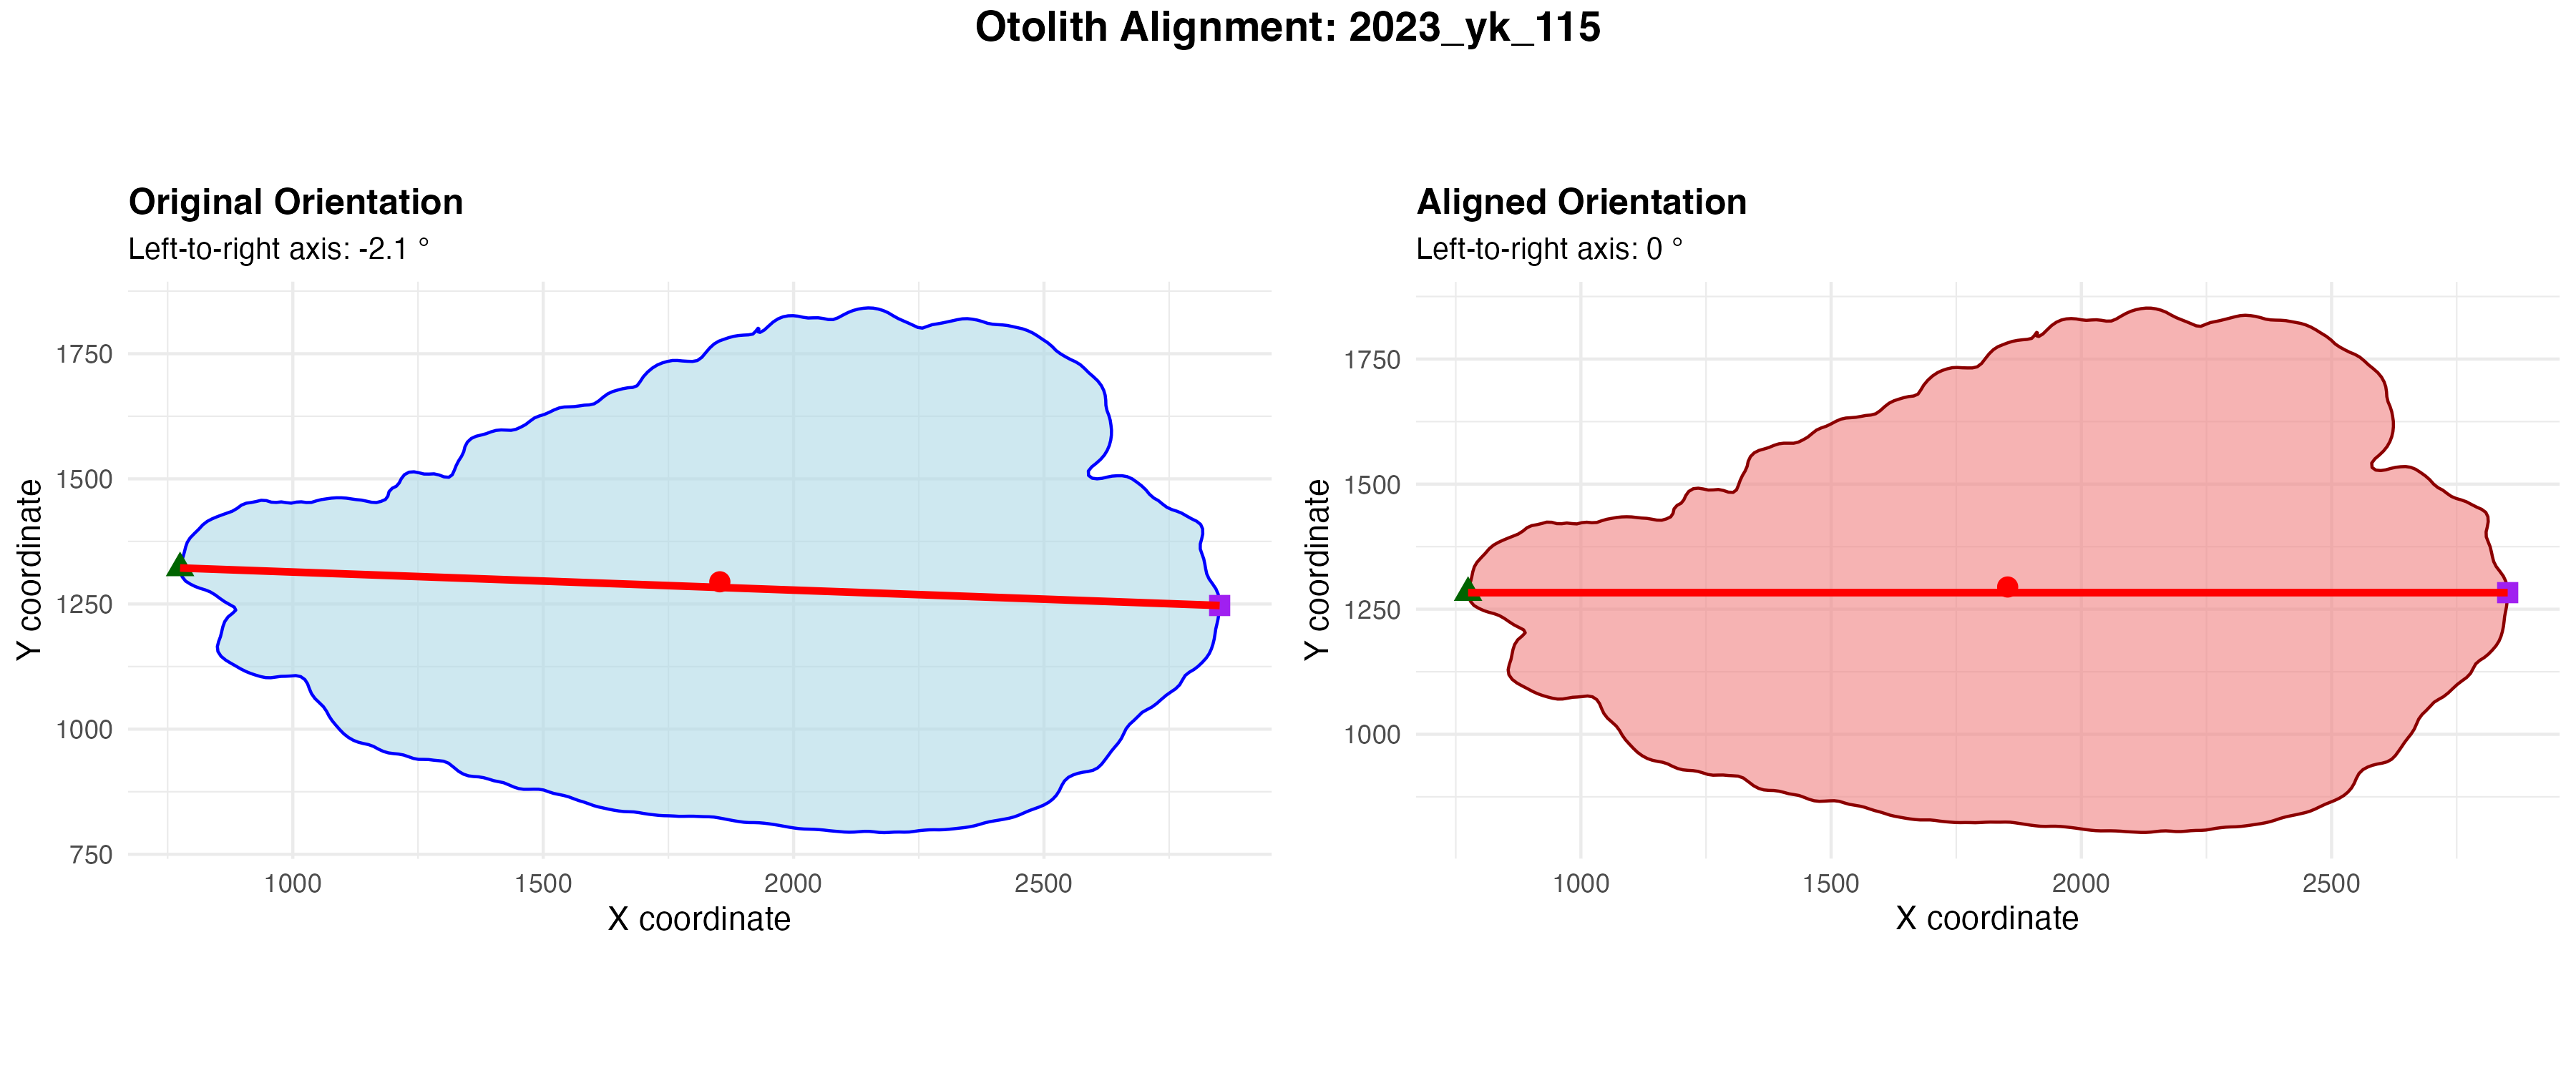 Otolith Alignment: 2023_yk_115
Original Orientation
Left-to-right axis: -2.1 °
1750
1500
1250
1000
750
Y coordinate
1000 1500 2000 2500
X coordinate
Aligned Orientation
Left-to-right axis: 0 °
1750
1500
1250
1000
Y coordinate
1000 1500 2000 2500
X coordinate